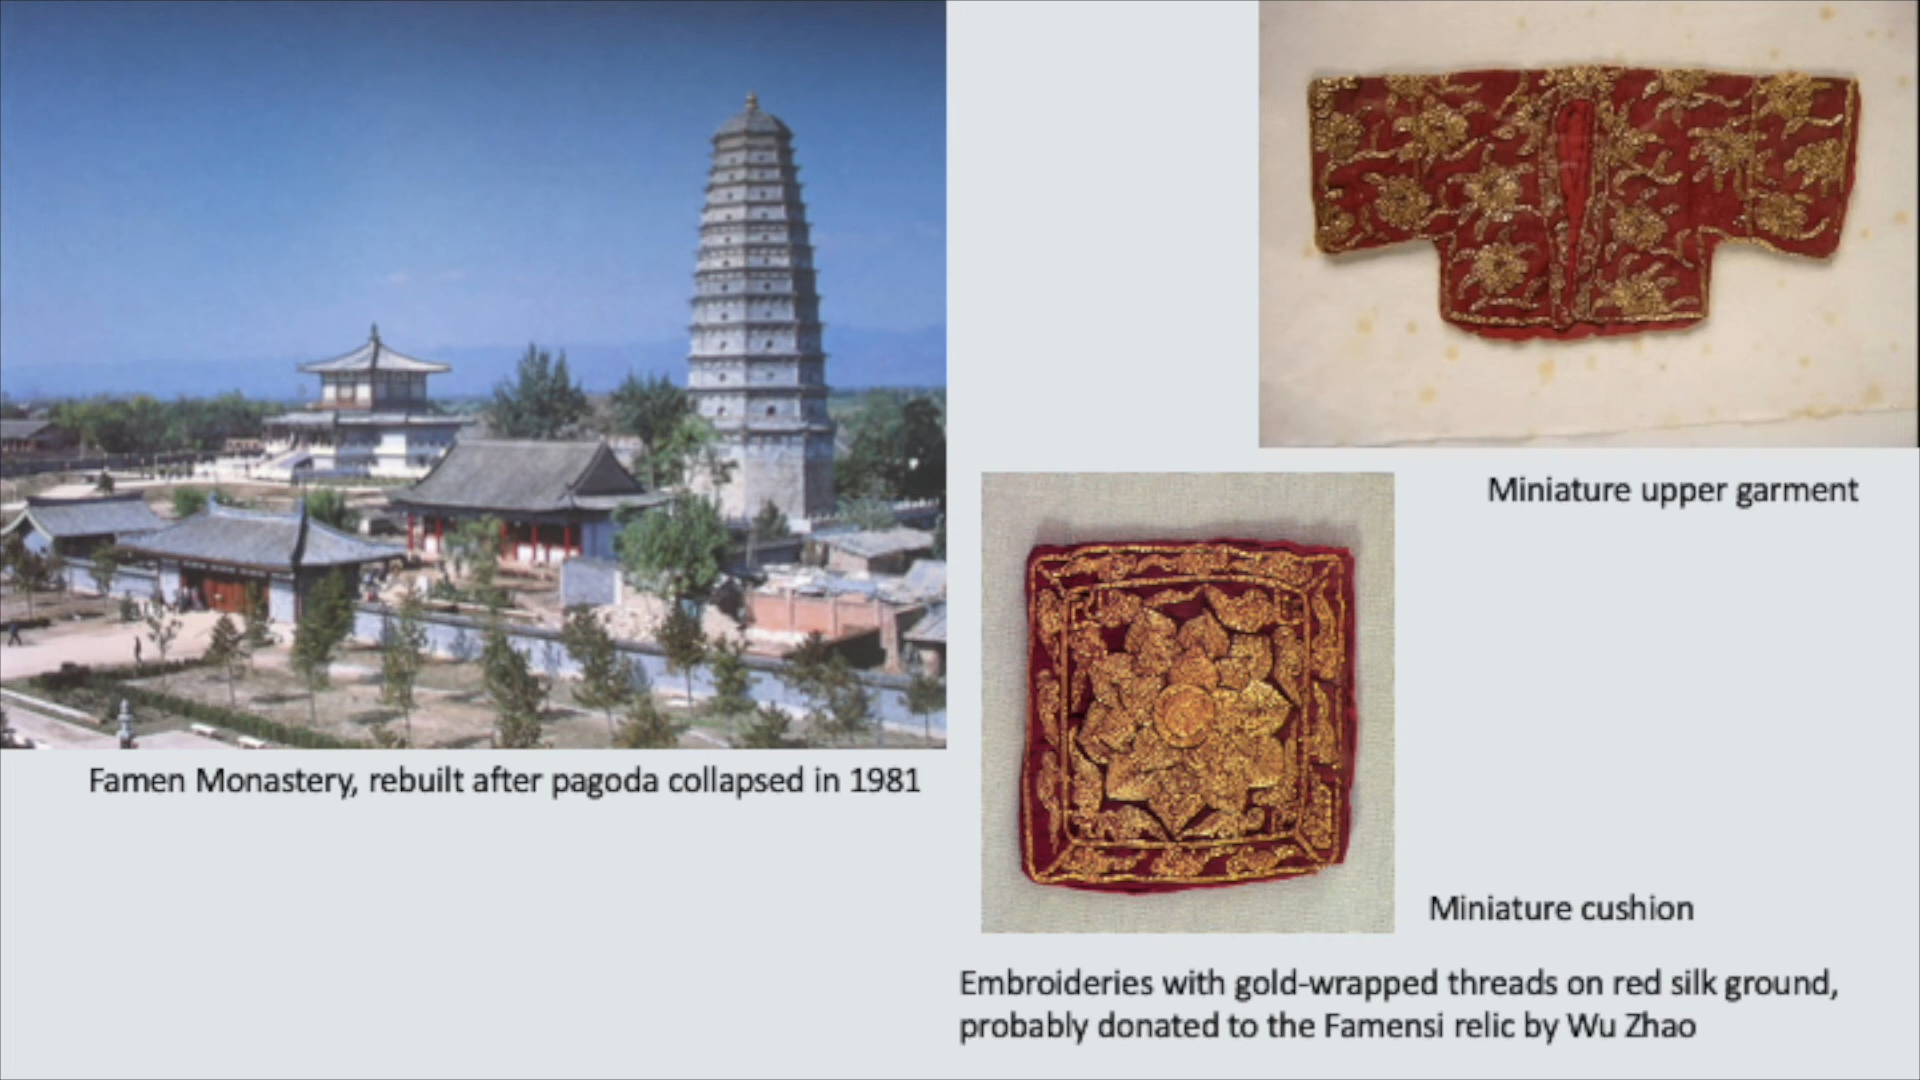 Famen Monastery, rebuilt after pagoda collapsed in 1981
Miniature upper garment
Miniature cushion
Embroideries with gold-wrapped threads on red silk ground,
probably donated to the Famensi relic by Wu Zhao